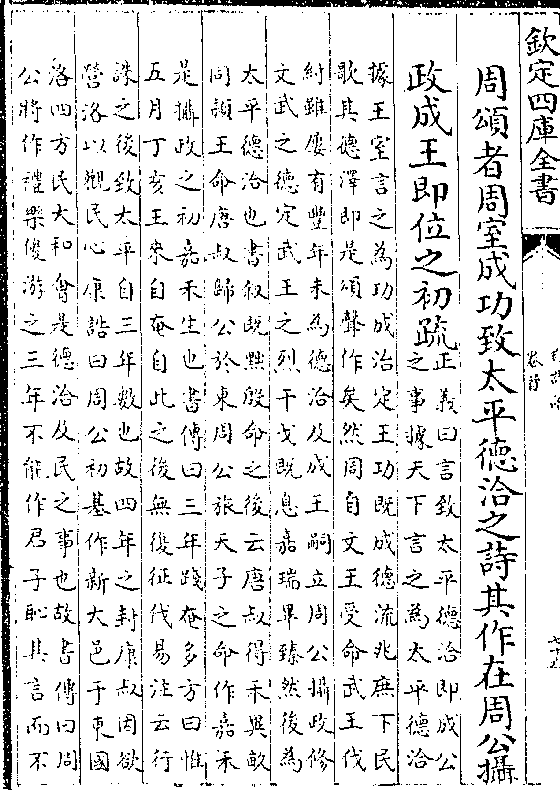 欽定四庫全書
周頌者周室成功致太平德洽之詩其作在周公攝
政成王即位之初疏
正義曰言致太平德洽即成公
之事據天下言之為太平德洽
據王室言之為功成治定王功既成德流兆庶下民
歌其德澤即是頌聲作矣然周自文王受命武王伐
紂雖屢有豐年未為德洽及成王嗣立周公攝政修
文武之德定武王之烈干戈既息嘉瑞畢臻然後為
太平德洽也書叙既黜殷命之後云唐叔得禾異畝
同穎王命唐叔歸公於東周公旅天子之命作嘉禾
是攝政之初嘉禾生也書傳曰三年踐奄多方曰惟
五月丁亥王來自奄自此之後無復征伐易注云行
誅之後致太平自三年數也故四年之封康叔因欲
營洛以觀民心康誥曰周公初基作新大邑于東國
洛四方民大和會是德洽及民之事也故書傳曰周
公將作禮樂優游之三年不能作君子恥其言而不